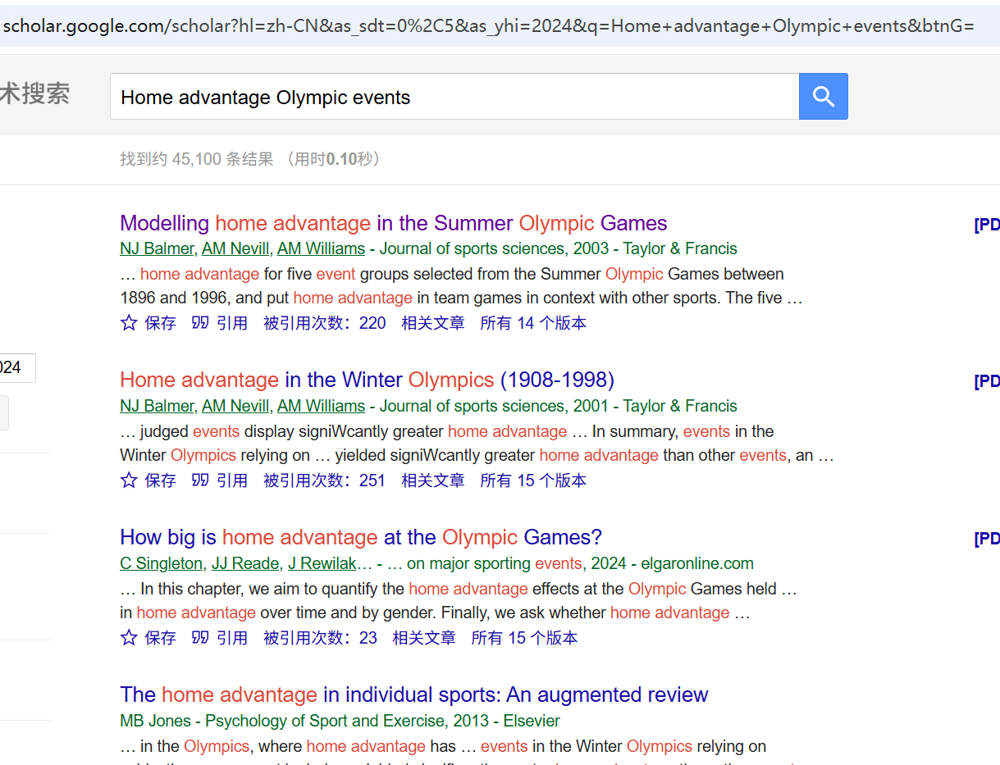 scholar.google.com/scholar?hl=zh-CN&as_sdt=0%2C5&as_yhi=2024&q=Home+advantage+Olympic+events&btnG=
术搜索
Home advantage Olympic events
找到约 45,100 条结果 （用时0.10秒）
Modelling home advantage in the Summer Olympic Games
[PD
NJ Balmer, AM Nevill, AM Williams - Journal of sports sciences, 2003 - Taylor & Francis
… home advantage for five event groups selected from the Summer Olympic Games between
1896 and 1996, and put home advantage in team games in context with other sports. The five …
保存 引用 被引用次数：220 相关文章 所有 14 个版本
024
Home advantage in the Winter Olympics (1908-1998)
[PD
NJ Balmer, AM Nevill, AM Williams - Journal of sports sciences, 2001 - Taylor & Francis
… judged events display signiWcantly greater home advantage … In summary, events in the
Winter Olympics relying on … yielded signiWcantly greater home advantage than other events, an …
保存 引用 被引用次数：251 相关文章 所有 15 个版本
How big is home advantage at the Olympic Games?
[PD
C Singleton, JJ Reade, J Rewilak… - … on major sporting events, 2024 - elgaronline.com
… In this chapter, we aim to quantify the home advantage effects at the Olympic Games held …
in home advantage over time and by gender. Finally, we ask whether home advantage …
保存 引用 被引用次数：23 相关文章 所有 15 个版本
The home advantage in individual sports: An augmented review
MB Jones - Psychology of Sport and Exercise, 2013 - Elsevier
… in the Olympics, where home advantage has … events in the Winter Olympics relying on